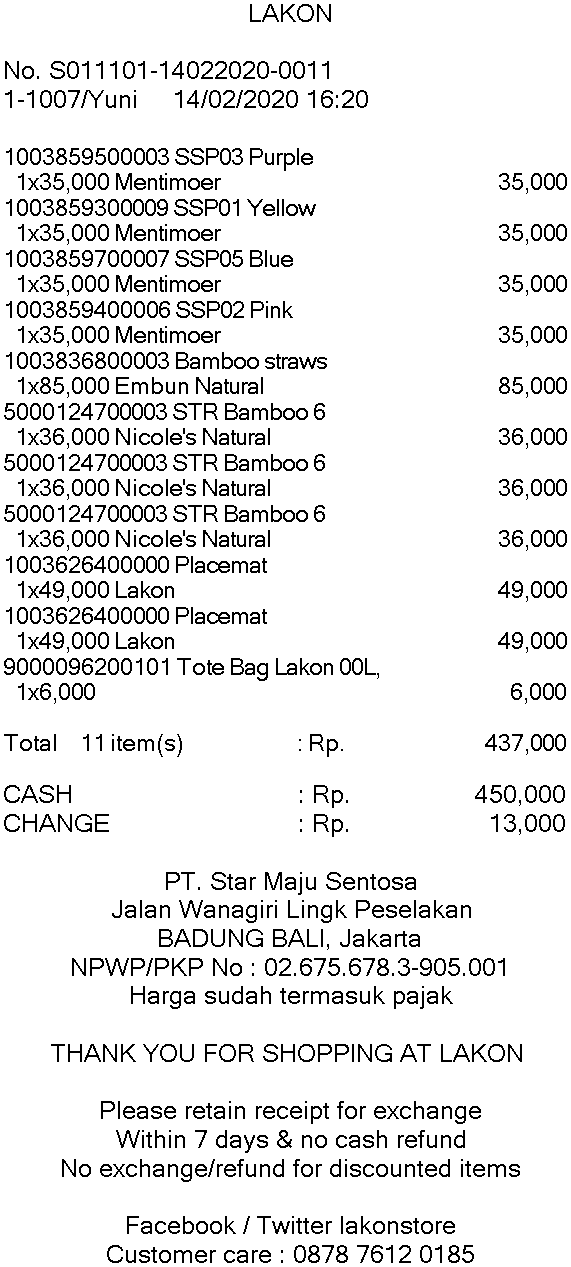 LAKON
No. S011101-14022020-0011
1-1007/Yuni 14/02/2020 16:20
1003859500003 SSP03 Purple
1x35,000 Mentimoer 35,000
1003859300009 SSP01 Yellow
1x35,000 Mentimoer 35,000
1003859700007 SSP05 Blue
1x35,000 Mentimoer 35,000
1003859400006 SSP02 Pink
1x35,000 Mentimoer 35,000
1003836800003 Bamboo straws
1x85,000 Embun Natural 85,000
5000124700003 STR Bamboo 6
1x36,000 Nicole's Natural 36,000
5000124700003 STR Bamboo 6
1x36,000 Nicole's Natural 36,000
5000124700003 STR Bamboo 6
1x36,000 Nicole's Natural 36,000
1003626400000 Placemat
1x49,000 Lakon 49,000
1003626400000 Placemat
1x49,000 Lakon 49,000
9000096200101 Tote Bag Lakon 00L,
1x6,000 6,000
Total 11 item(s) : Rp. 437,000
CASH : Rp. 450,000
CHANGE : Rp. 13,000
PT. Star Maju Sentosa
Jalan Wanagiri Lingk Peselakan
BADUNG BALI, Jakarta
NPWP/PKP No : 02.675.678.3-905.001
Harga sudah termasuk pajak
THANK YOU FOR SHOPPING AT LAKON
Please retain receipt for exchange
Within 7 days & no cash refund
No exchange/refund for discounted items
Facebook / Twitter lakonstore
Customer care : 0878 7612 0185